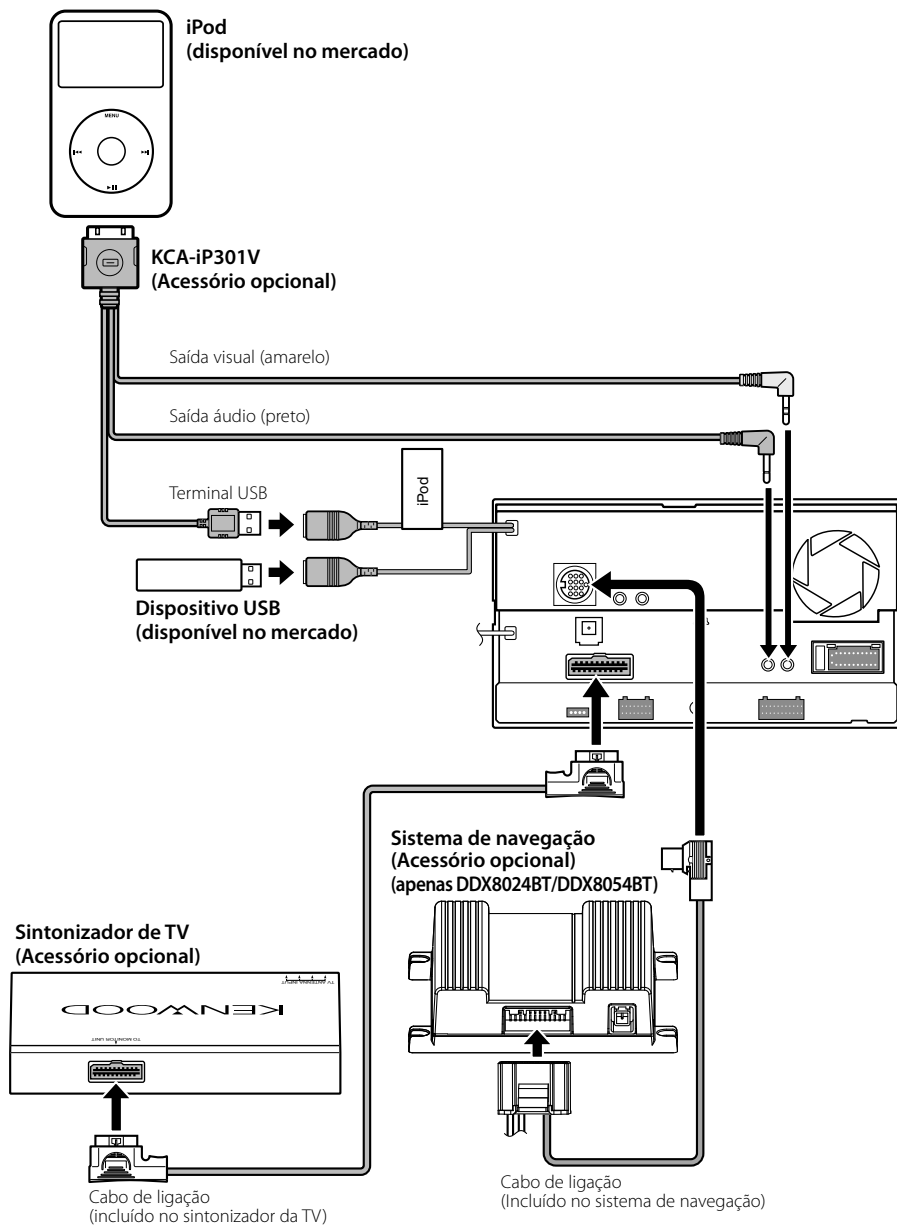 iPod
(disponível no mercado)
MENU
KCA-iP301V
(Acessório opcional)
Saída visual (amarelo)
Saída áudio (preto)
Terminal USB
iPod
Dispositivo USB
(disponível no mercado)
Sistema de navegação
(Acessório opcional)
(apenas DDX8024BT/DDX8054BT)
Sintonizador de TV
(Acessório opcional)
TV ANTENNA INPUT
KENWOOD
TO MONITOR UNIT
Cabo de ligação
(incluído no sintonizador da TV)
Cabo de ligação
(Incluído no sistema de navegação)